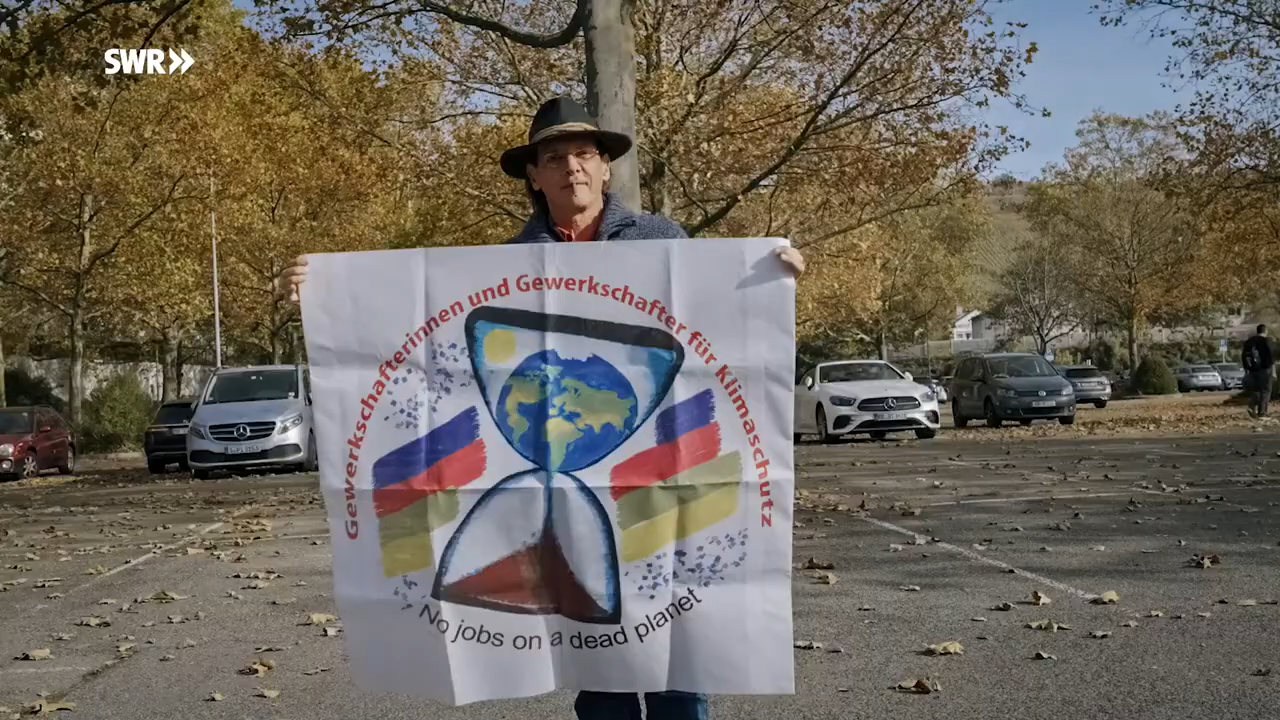 SWR
Gewerkschafterinnen und Gewerkschafter für Klimaschutz
No jobs on a dead planet